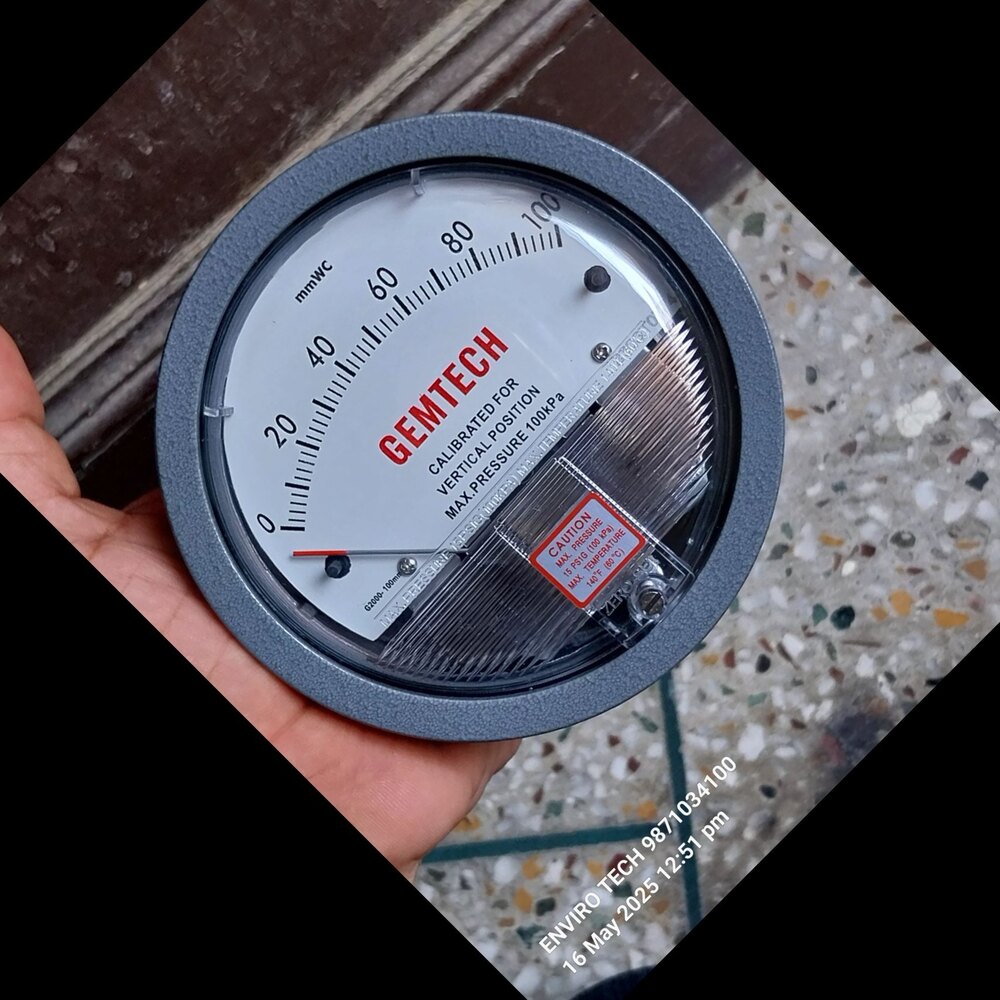 mmWC
0 20 40 60 80 100
GEMTECH
CALIBRATED FOR
VERTICAL POSITION
MAX.PRESSURE 100kPa
CAUTION
MAX. PRESSURE
15 PSIG (100 kPa)
MAX. TEMPERATURE
140°F (60°C)
ENVIRO TECH 9871034100
16 May 2025 12:51 pm